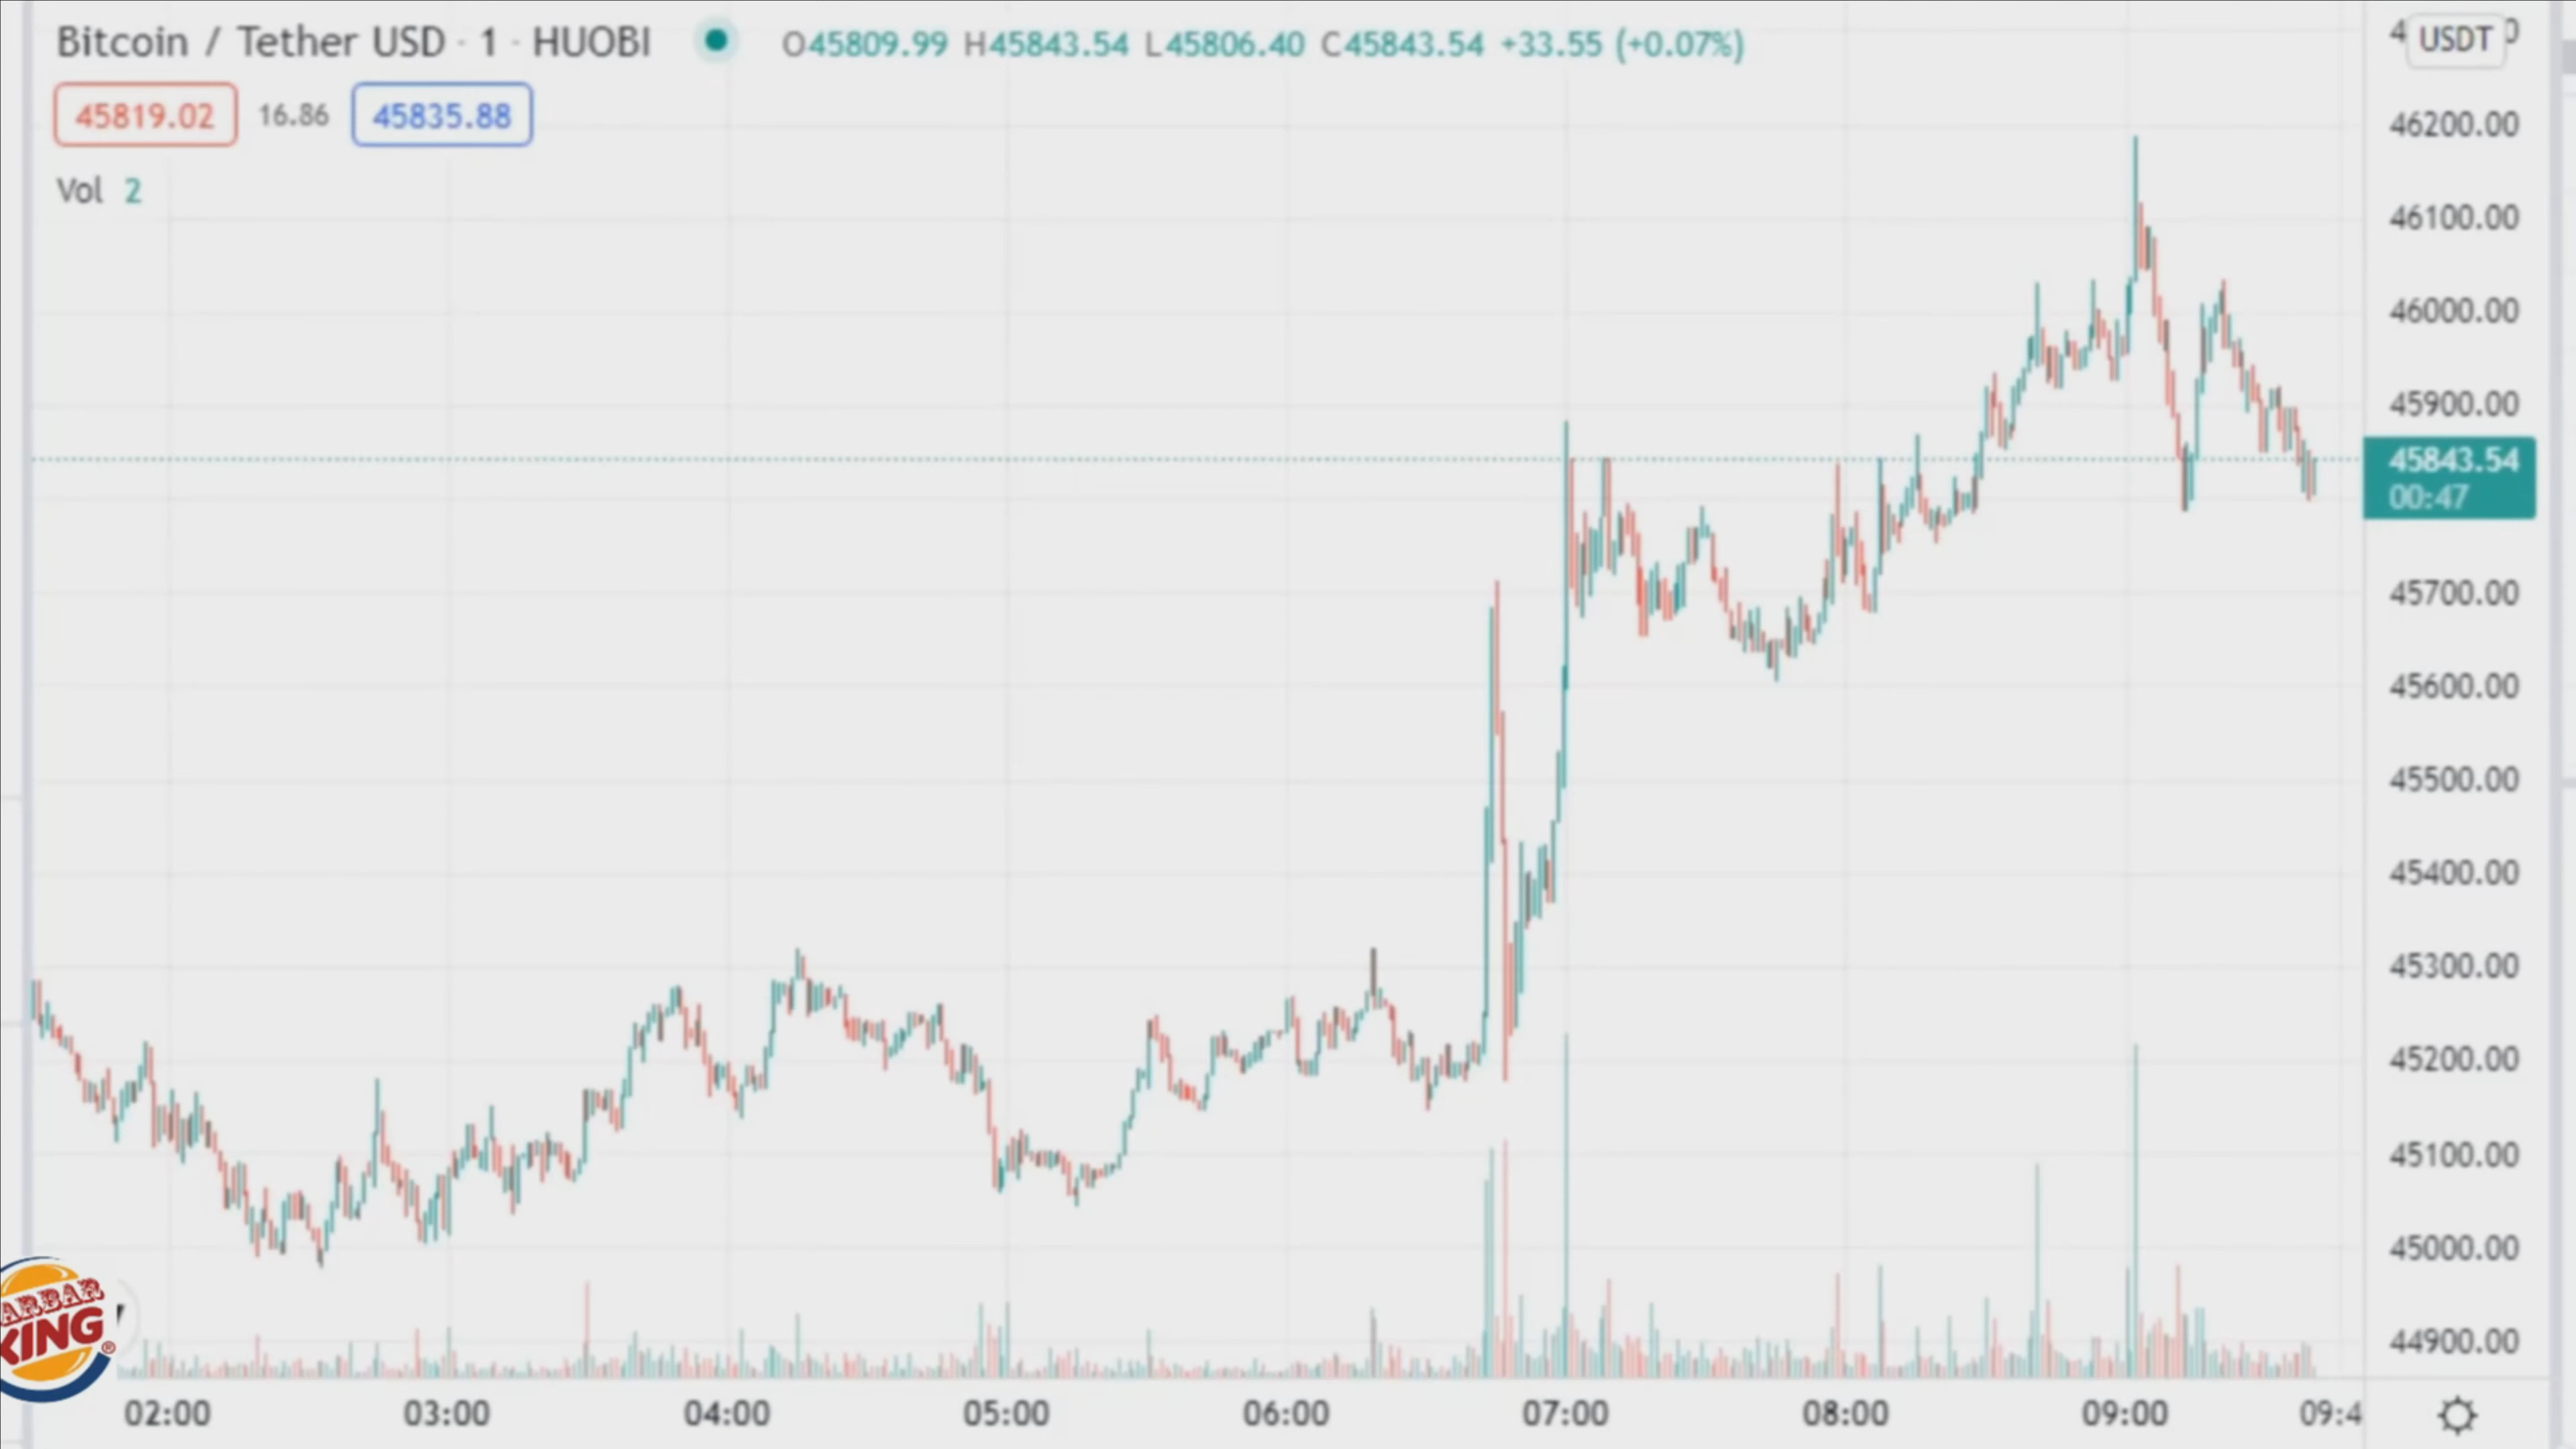 Bitcoin / Tether USD · 1 · HUOBI
O45809.99 H45843.54 L45806.40 C45843.54 +33.55 (+0.07%)
USDT
45819.02 16.86 45835.88
Vol 2
46200.00
46100.00
46000.00
45900.00
45843.54
00:47
45700.00
45600.00
45500.00
45400.00
45300.00
45200.00
45100.00
45000.00
44900.00
ARBAR
KING®
02:00 03:00 04:00 05:00 06:00 07:00 08:00 09:00 09:4